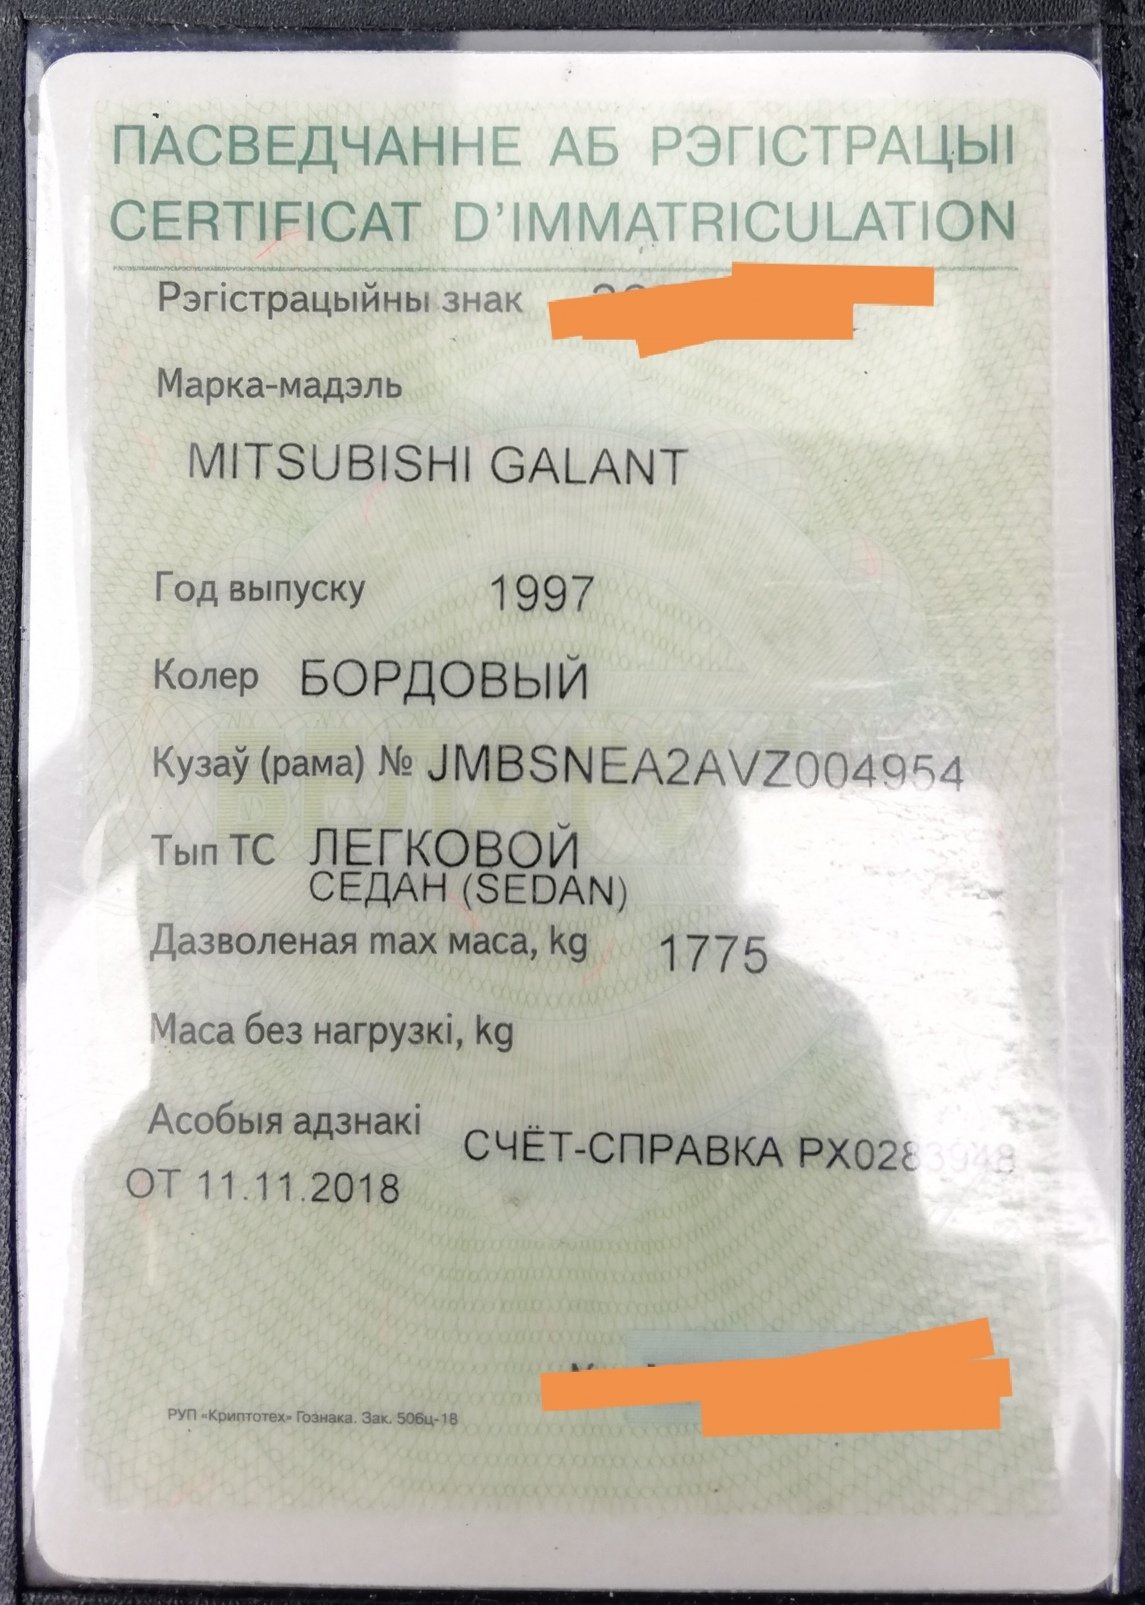 ПАСВЕДЧАННЕ АБ РЭГІСТРАЦЫІ
CERTIFICAT D'IMMATRICULATION
Рэгістрацыйны знак
Марка-мадэль
MITSUBISHI GALANT
Год выпуску 1997
Колер БОРДОВЫЙ
Кузаў (рама) № JMBSNEA2AVZ004954
Тып ТС ЛЕГКОВОЙ
СЕДАН (SEDAN)
Дазволеная max маса, kg 1775
Маса без нагрузкі, kg
Асобыя адзнакі СЧЁТ-СПРАВКА РХ0283948
ОТ 11.11.2018
РУП «Криптотех» Гознака. Зак. 506ц-18